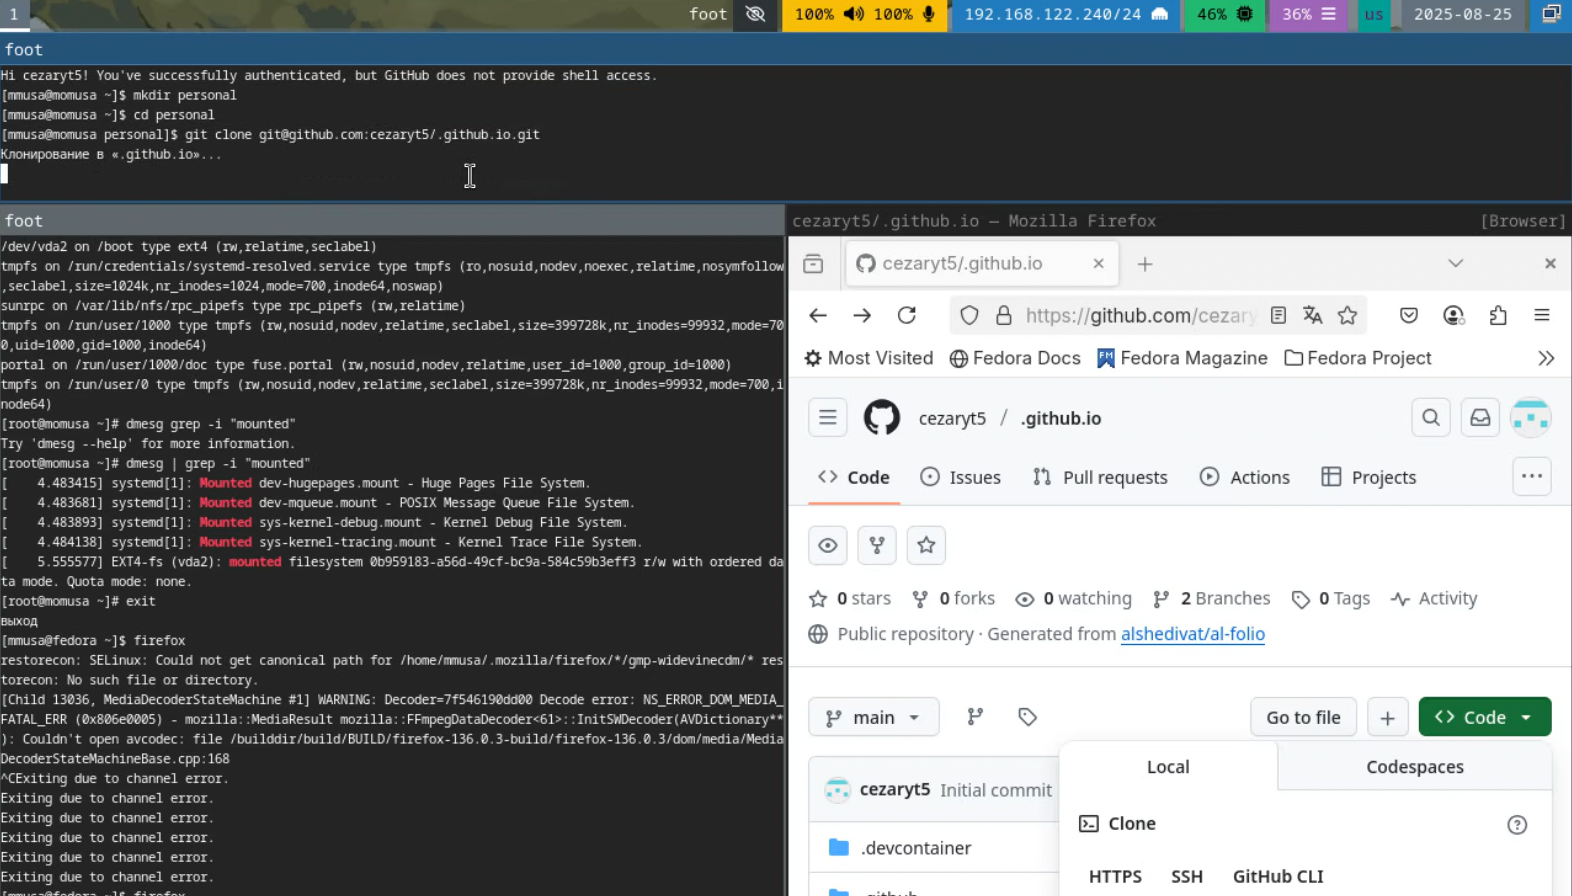 1 foot 100% 100% 192.168.122.240/24 46% 36% us 2025-08-25
foot
Hi cezaryt5! You've successfully authenticated, but GitHub does not provide shell access.
[mmusa@momusa ~]$ mkdir personal
[mmusa@momusa ~]$ cd personal
[mmusa@momusa personal]$ git clone git@github.com:cezaryt5/.github.io.git
Клонирование в «.github.io»...
foot
/dev/vda2 on /boot type ext4 (rw,relatime,seclabel)
tmpfs on /run/credentials/systemd-resolved.service type tmpfs (ro,nosuid,nodev,noexec,relatime,nosymfollow
,seclabel,size=1024k,nr_inodes=1024,mode=700,inode64,noswap)
sunrpc on /var/lib/nfs/rpc_pipefs type rpc_pipefs (rw,relatime)
tmpfs on /run/user/1000 type tmpfs (rw,nosuid,nodev,relatime,seclabel,size=399728k,nr_inodes=99932,mode=70
0,uid=1000,gid=1000,inode64)
portal on /run/user/1000/doc type fuse.portal (rw,nosuid,nodev,relatime,user_id=1000,group_id=1000)
tmpfs on /run/user/0 type tmpfs (rw,nosuid,nodev,relatime,seclabel,size=399728k,nr_inodes=99932,mode=700,i
node64)
[root@momusa ~]# dmesg grep -i "mounted"
Try 'dmesg --help' for more information.
[root@momusa ~]# dmesg | grep -i "mounted"
[    4.483415] systemd[1]: Mounted dev-hugepages.mount - Huge Pages File System.
[    4.483681] systemd[1]: Mounted dev-mqueue.mount - POSIX Message Queue File System.
[    4.483893] systemd[1]: Mounted sys-kernel-debug.mount - Kernel Debug File System.
[    4.484138] systemd[1]: Mounted sys-kernel-tracing.mount - Kernel Trace File System.
[    5.555577] EXT4-fs (vda2): mounted filesystem 0b959183-a56d-49cf-bc9a-584c59b3eff3 r/w with ordered da
ta mode. Quota mode: none.
[root@momusa ~]# exit
выход
[mmusa@fedora ~]$ firefox
restorecon: SELinux: Could not get canonical path for /home/mmusa/.mozilla/firefox/*/gmp-widevinecdm/* res
torecon: No such file or directory.
[Child 13036, MediaDecoderStateMachine #1] WARNING: Decoder=7f546190dd00 Decode error: NS_ERROR_DOM_MEDIA_
FATAL_ERR (0x806e0005) - mozilla::MediaResult mozilla::FFmpegDataDecoder<61>::InitSWDecoder(AVDictionary**
): Couldn't open avcodec: file /builddir/build/BUILD/firefox-136.0.3-build/firefox-136.0.3/dom/media/Media
DecoderStateMachineBase.cpp:168
^CExiting due to channel error.
Exiting due to channel error.
Exiting due to channel error.
Exiting due to channel error.
Exiting due to channel error.
Exiting due to channel error.
[mmusa@fedora ~]$ firefox
cezaryt5/.github.io — Mozilla Firefox [Browser]
cezaryt5/.github.io
https://github.com/cezary
Most Visited Fedora Docs Fedora Magazine Fedora Project
cezaryt5 / .github.io
Code Issues Pull requests Actions Projects
0 stars 0 forks 0 watching 2 Branches 0 Tags Activity
Public repository · Generated from alshedivat/al-folio
main Go to file Code
Local Codespaces
cezaryt5 Initial commit
Clone
.devcontainer
HTTPS SSH GitHub CLI
.github